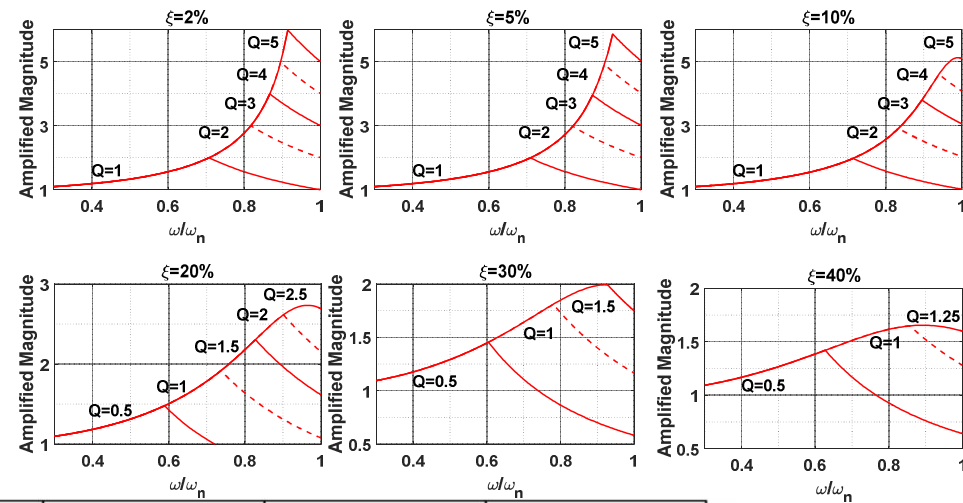 ξ=2%
Amplified Magnitude
5
3
1
Q=5
Q=4
Q=3
Q=2
Q=1
0.4 0.6 0.8 1
ω/ωn
ξ=5%
Amplified Magnitude
5
3
1
Q=5
Q=4
Q=3
Q=2
Q=1
0.4 0.6 0.8 1
ω/ωn
ξ=10%
Amplified Magnitude
5
3
1
Q=5
Q=4
Q=3
Q=2
Q=1
0.4 0.6 0.8 1
ω/ωn
ξ=20%
Amplified Magnitude
3
2
1
Q=2.5
Q=2
Q=1.5
Q=1
Q=0.5
0.4 0.6 0.8 1
ω/ωn
ξ=30%
Amplified Magnitude
2
1.5
1
0.5
Q=1.5
Q=1
Q=0.5
0.4 0.6 0.8 1
ω/ωn
ξ=40%
Amplified Magnitude
2
1.5
1
0.5
Q=1.25
Q=1
Q=0.5
0.4 0.6 0.8 1
ω/ωn